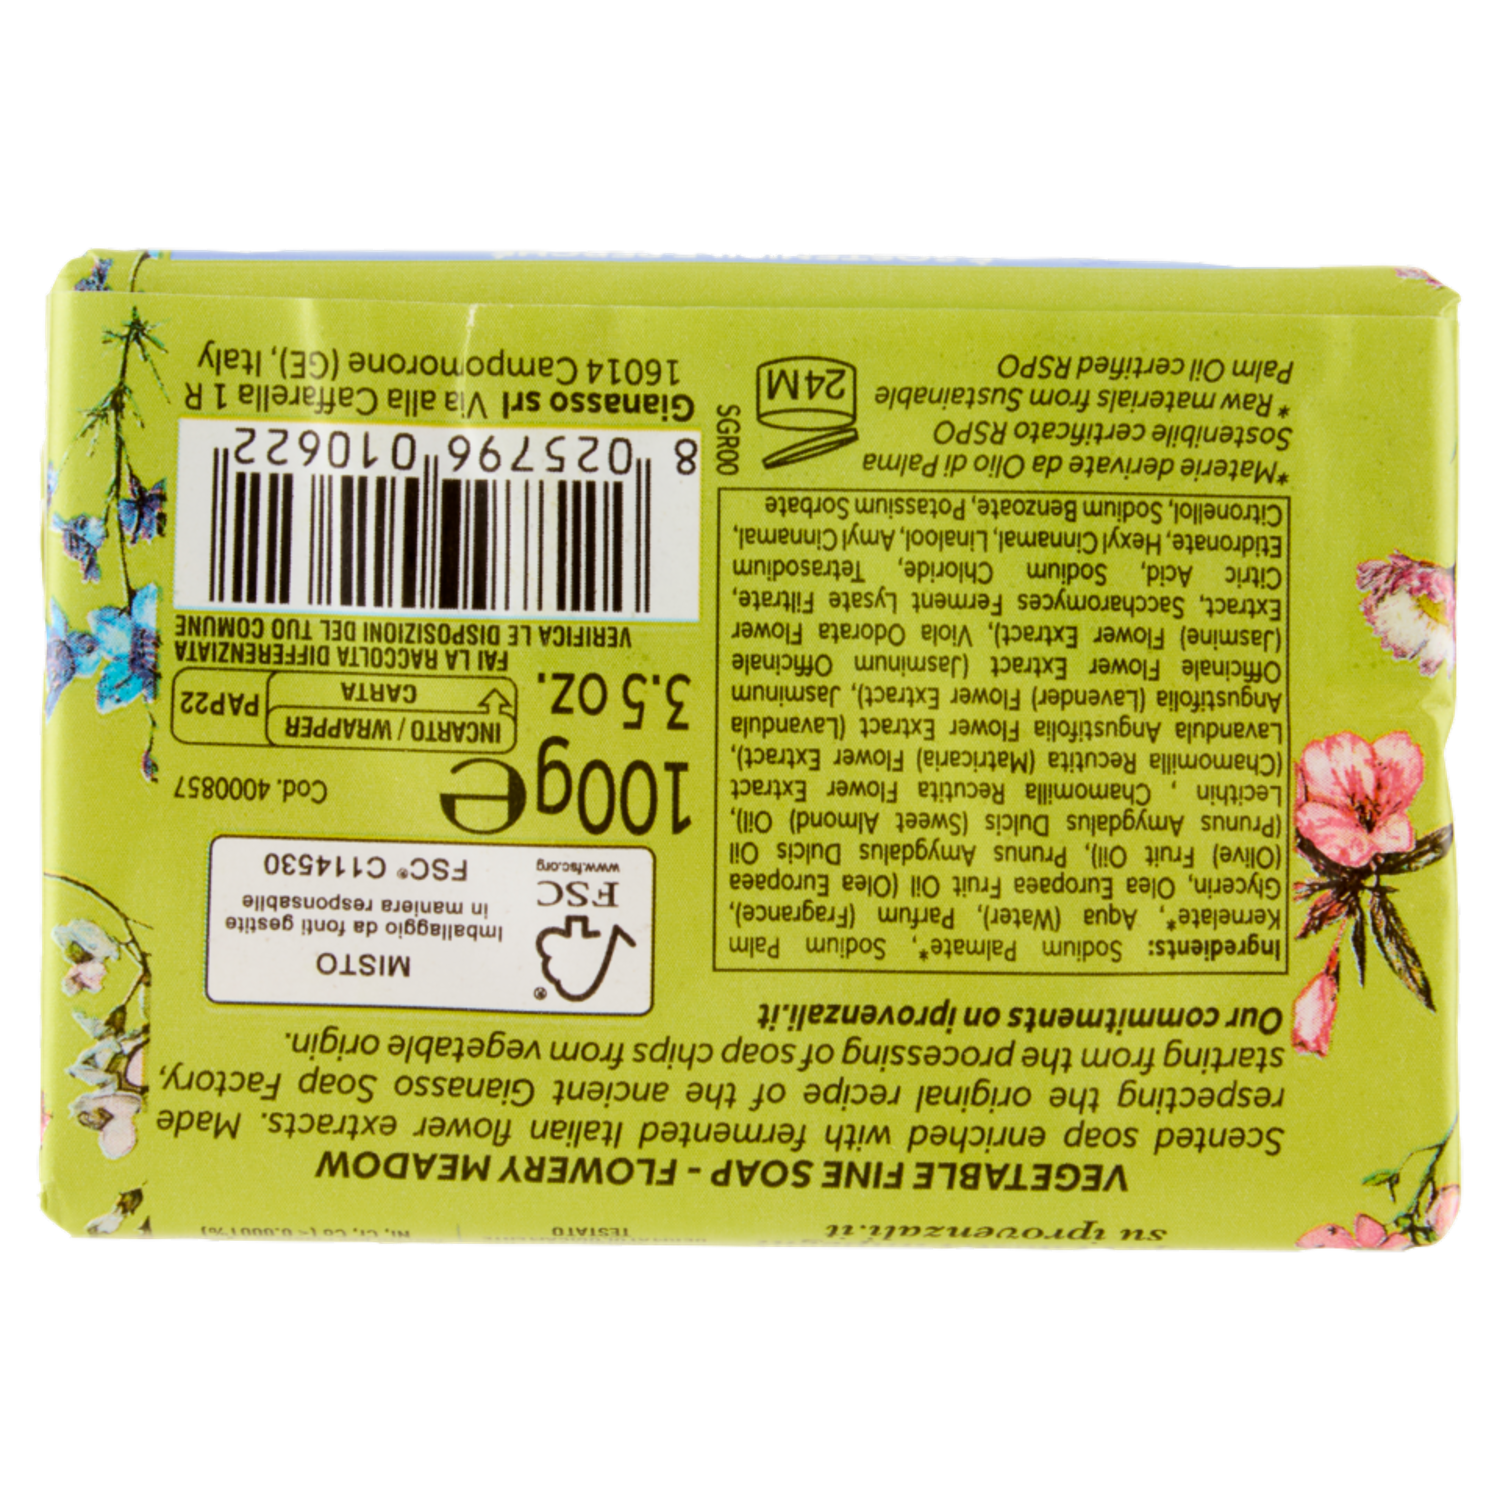 su iprovenzali.it
TESTATO
Ni, Cr, Co (< 0.0001%)
VEGETABLE FINE SOAP - FLOWERY MEADOW
Scented soap enriched with fermented Italian flower extracts. Made
respecting the original recipe of the ancient Gianasso Soap Factory,
starting from the processing of soap chips from vegetable origin.
Our commitments on iprovenzali.it
Ingredients: Sodium Palmate*, Sodium Palm
Kernelate*, Aqua (Water), Parfum (Fragrance),
Glycerin, Olea Europaea Fruit Oil (Olea Europaea
(Olive) Fruit Oil), Prunus Amygdalus Dulcis Oil
(Prunus Amygdalus Dulcis (Sweet Almond) Oil),
Lecithin , Chamomilla Recutita Flower Extract
(Chamomilla Recutita (Matricaria) Flower Extract),
Lavandula Angustifolia Flower Extract (Lavandula
Angustifolia (Lavender) Flower Extract), Jasminum
Officinale Flower Extract (Jasminum Officinale
(Jasmine) Flower Extract), Viola Odorata Flower
Extract, Saccharomyces Ferment Lysate Filtrate,
Citric Acid, Sodium Chloride, Tetrasodium
Etidronate, Hexyl Cinnamal, Linalool, Amyl Cinnamal,
Citronellol, Sodium Benzoate, Potassium Sorbate
*Materie derivate da Olio di Palma
Sostenibile certificato RSPO
*Raw materials from Sustainable
Palm Oil certified RSPO
24M
SGR00
®
FSC
www.fsc.org
MISTO
Imballaggio da fonti gestite
in maniera responsabile
FSC® C114530
100g e
3.5 OZ.
Cod. 4000857
INCARTO / WRAPPER
CARTA
PAP22
FAI LA RACCOLTA DIFFERENZIATA
VERIFICA LE DISPOSIZIONI DEL TUO COMUNE
8 025796 010622
Gianasso srl Via alla Caffarella 1 R
16014 Campomorone (GE), Italy